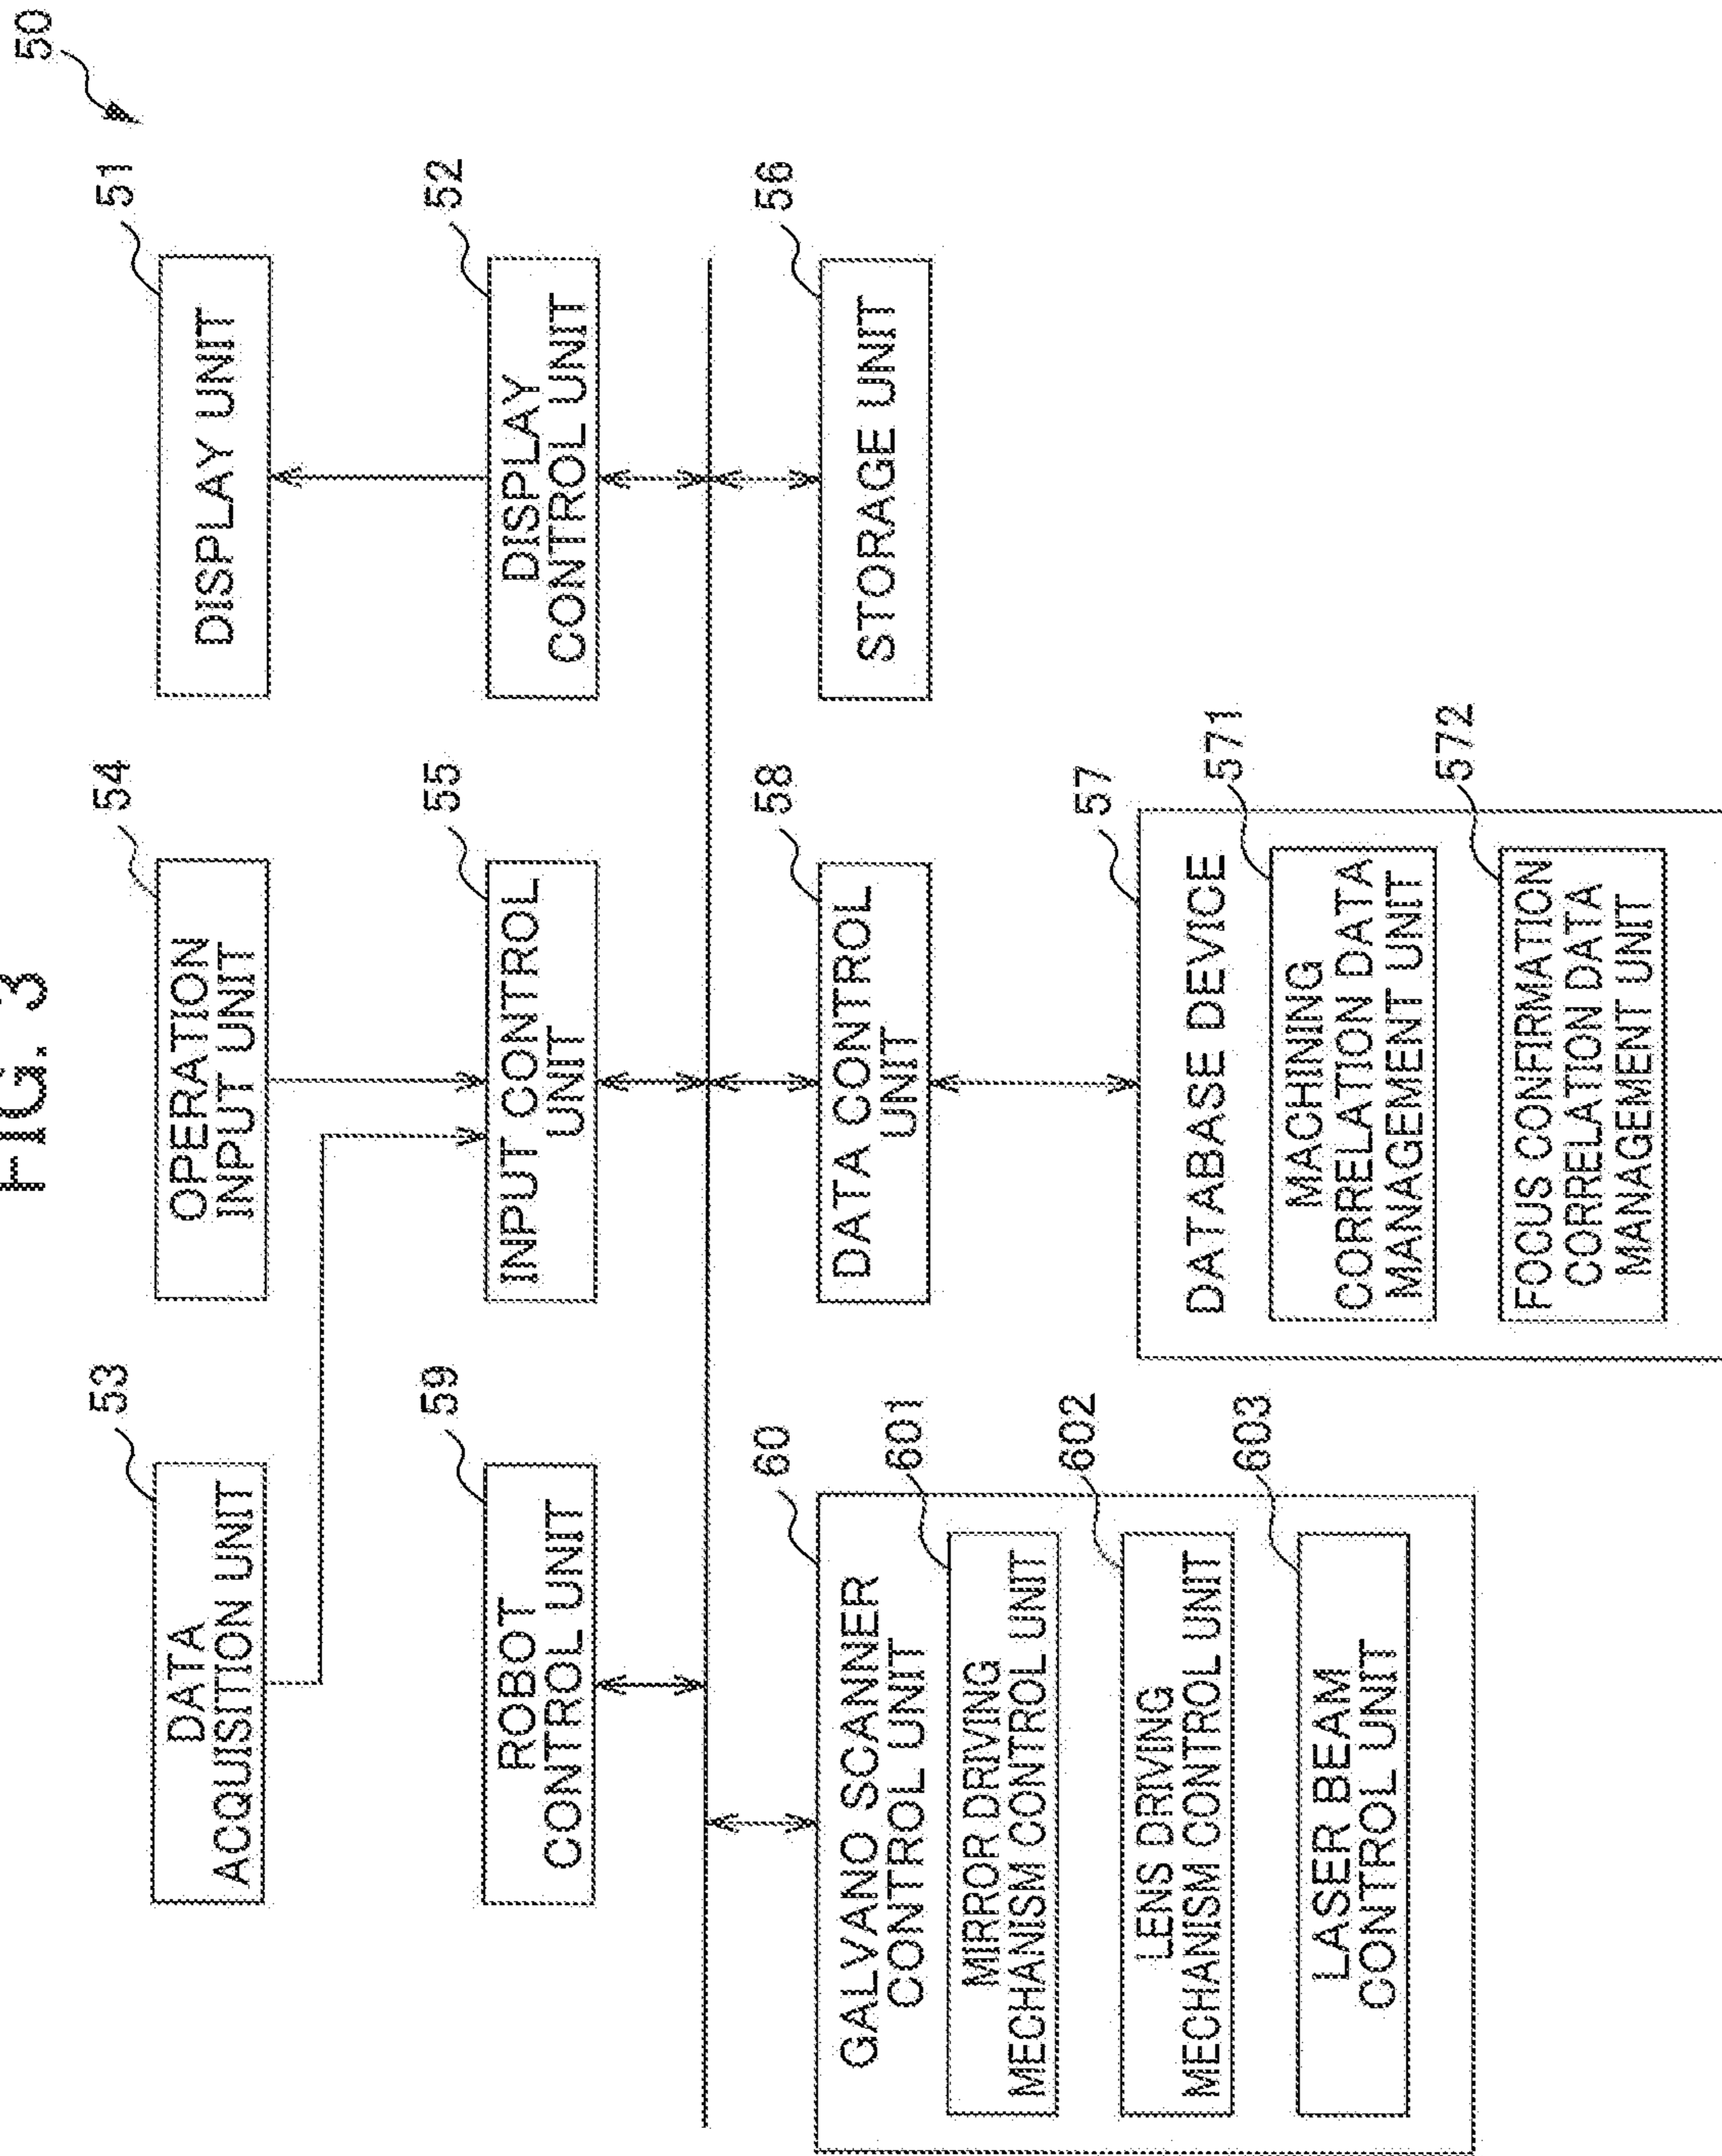 FIG. 3
50
53
DATA
ACQUISITION UNIT
54
OPERATION
INPUT UNIT
51
DISPLAY UNIT
59
ROBOT
CONTROL UNIT
55
INPUT CONTROL
UNIT
52
DISPLAY
CONTROL UNIT
60
GALVANO SCANNER
CONTROL UNIT
601
MIRROR DRIVING
MECHANISM CONTROL UNIT
602
LENS DRIVING
MECHANISM CONTROL UNIT
603
LASER BEAM
CONTROL UNIT
58
DATA CONTROL
UNIT
56
STORAGE UNIT
57
DATABASE DEVICE
571
MACHINING
CORRELATION DATA
MANAGEMENT UNIT
572
FOCUS CONFIRMATION
CORRELATION DATA
MANAGEMENT UNIT